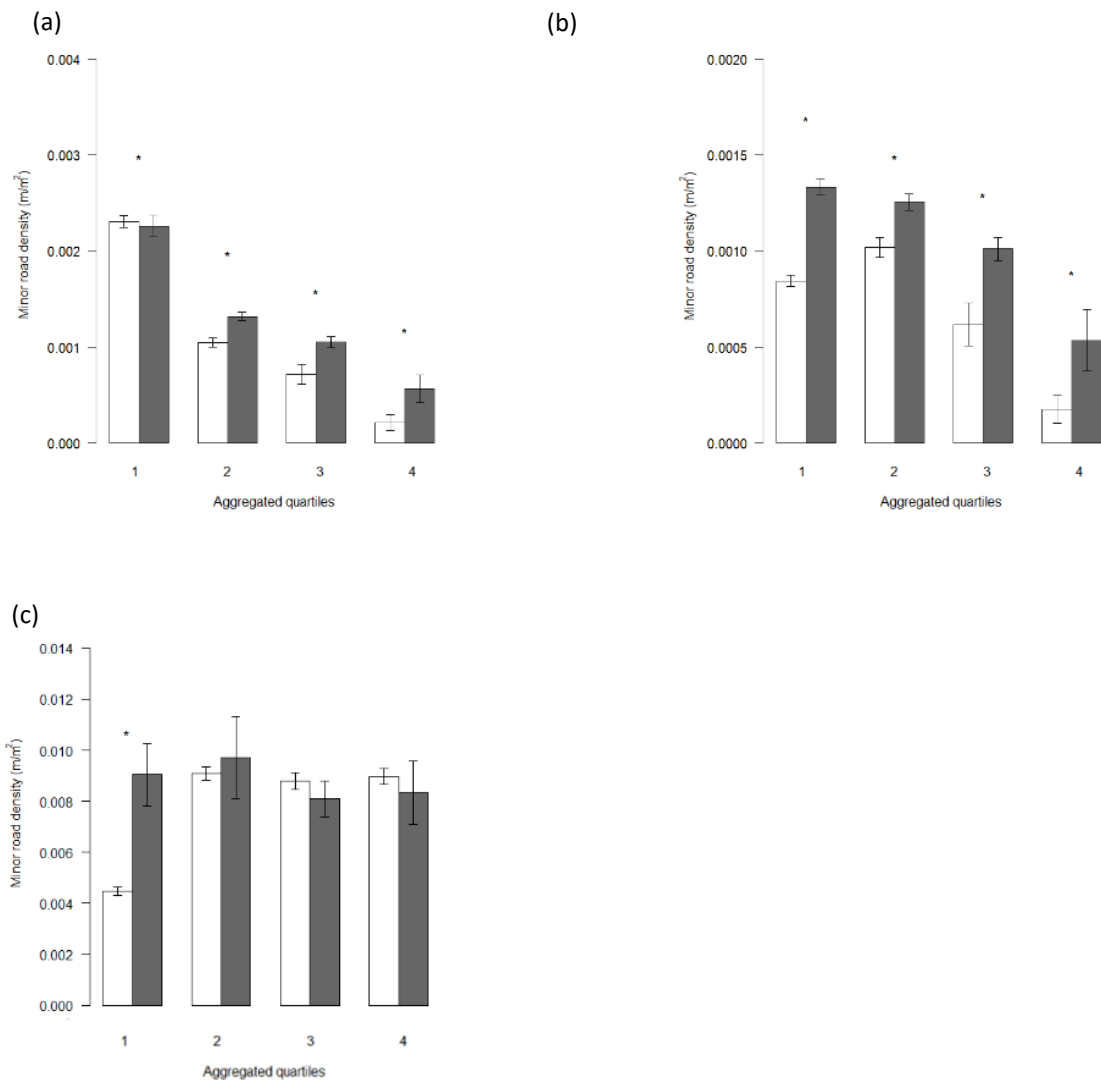 (a)
0.004
0.003
0.002
0.001
0.000
Minor road density (m/m²)
*
*
*
*
1 2 3 4
Aggregated quartiles
(b)
0.0020
0.0015
0.0010
0.0005
0.0000
Minor road density (m/m²)
*
*
*
*
1 2 3 4
Aggregated quartiles
(c)
0.014
0.012
0.010
0.008
0.006
0.004
0.002
0.000
Minor road density (m/m²)
*
1 2 3 4
Aggregated quartiles